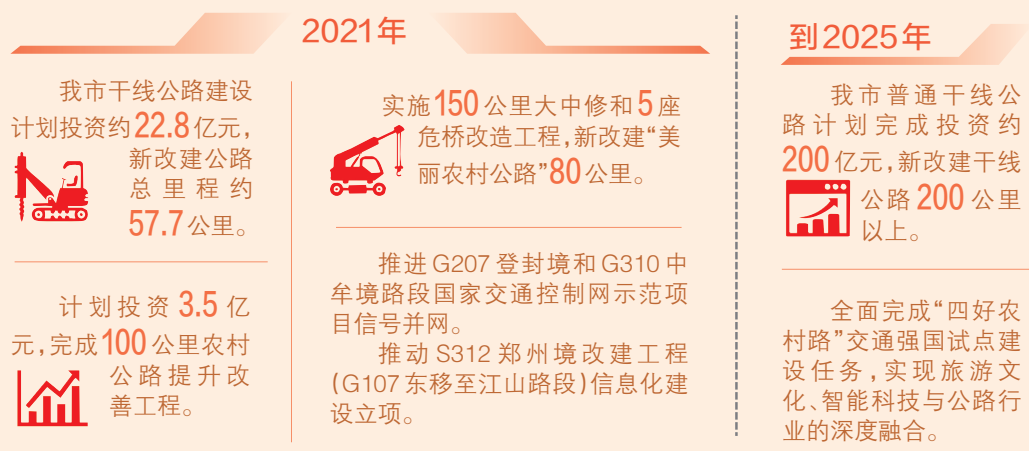 2021年
我市干线公路建设
计划投资约22.8亿元，
新改建公路
总里程约
57.7公里。
计划投资3.5亿
元，完成100公里农村
公路提升改
善工程。
实施150公里大中修和5座
危桥改造工程，新改建“美
丽农村公路”80公里。
推进G207登封境和G310中
牟境路段国家交通控制网示范项
目信号并网。
推动S312郑州境改建工程
（G107东移至江山路段）信息化建
设立项。
到2025年
我市普通干线公
路计划完成投资约
200亿元，新改建干线
公路200公里
以上。
全面完成“四好农
村路”交通强国试点建
设任务，实现旅游文
化、智能科技与公路行
业的深度融合。